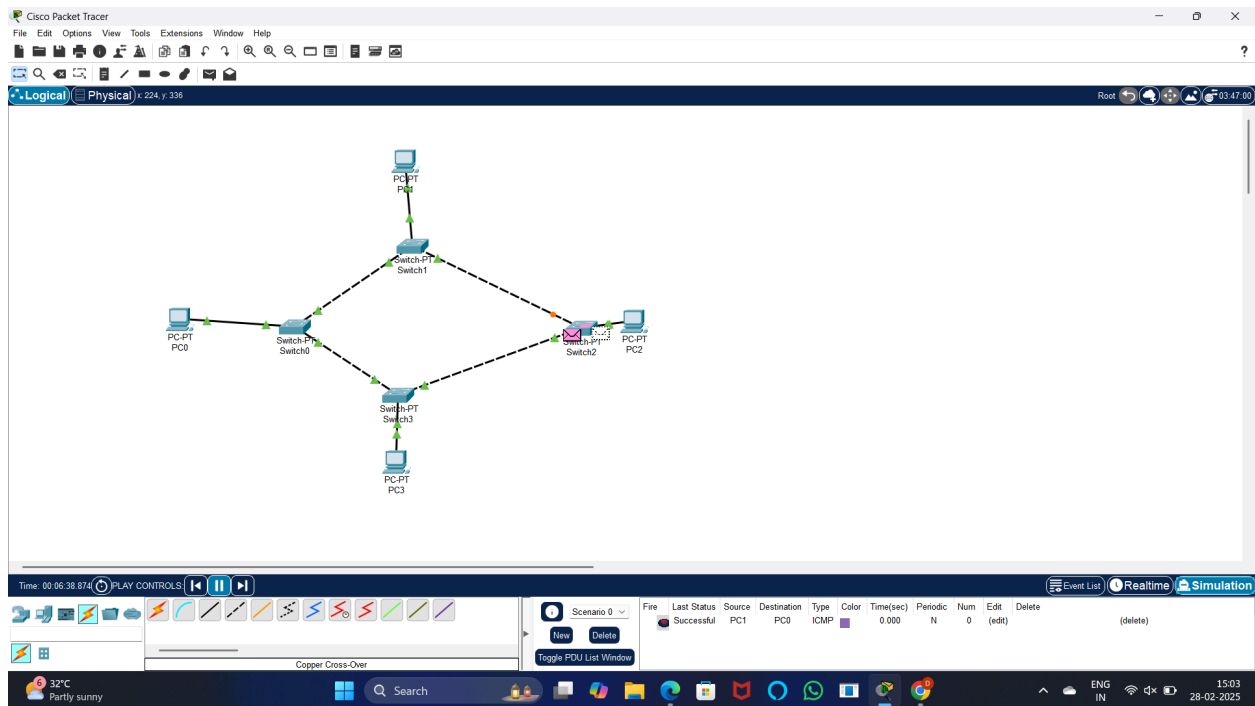 Cisco Packet Tracer
File Edit Options View Tools Extensions Window Help
?
Logical Physical x: 224, y: 336 Root 03:47:00
PC-PT
PC1
Switch-PT
Switch1
PC-PT
PC0
Switch-PT
Switch0
Switch-PT
Switch2
PC-PT
PC2
Switch-PT
Switch3
PC-PT
PC3
Time: 00:06:38.874 PLAY CONTROLS: Event List Realtime Simulation
Scenario 0
New Delete
Toggle PDU List Window
Fire Last Status Source Destination Type Color Time(sec) Periodic Num Edit Delete
Successful PC1 PC0 ICMP 0.000 N 0 (edit) (delete)
Copper Cross-Over
6
32°C
Partly sunny
Search
D
ENG
IN
15:03
28-02-2025